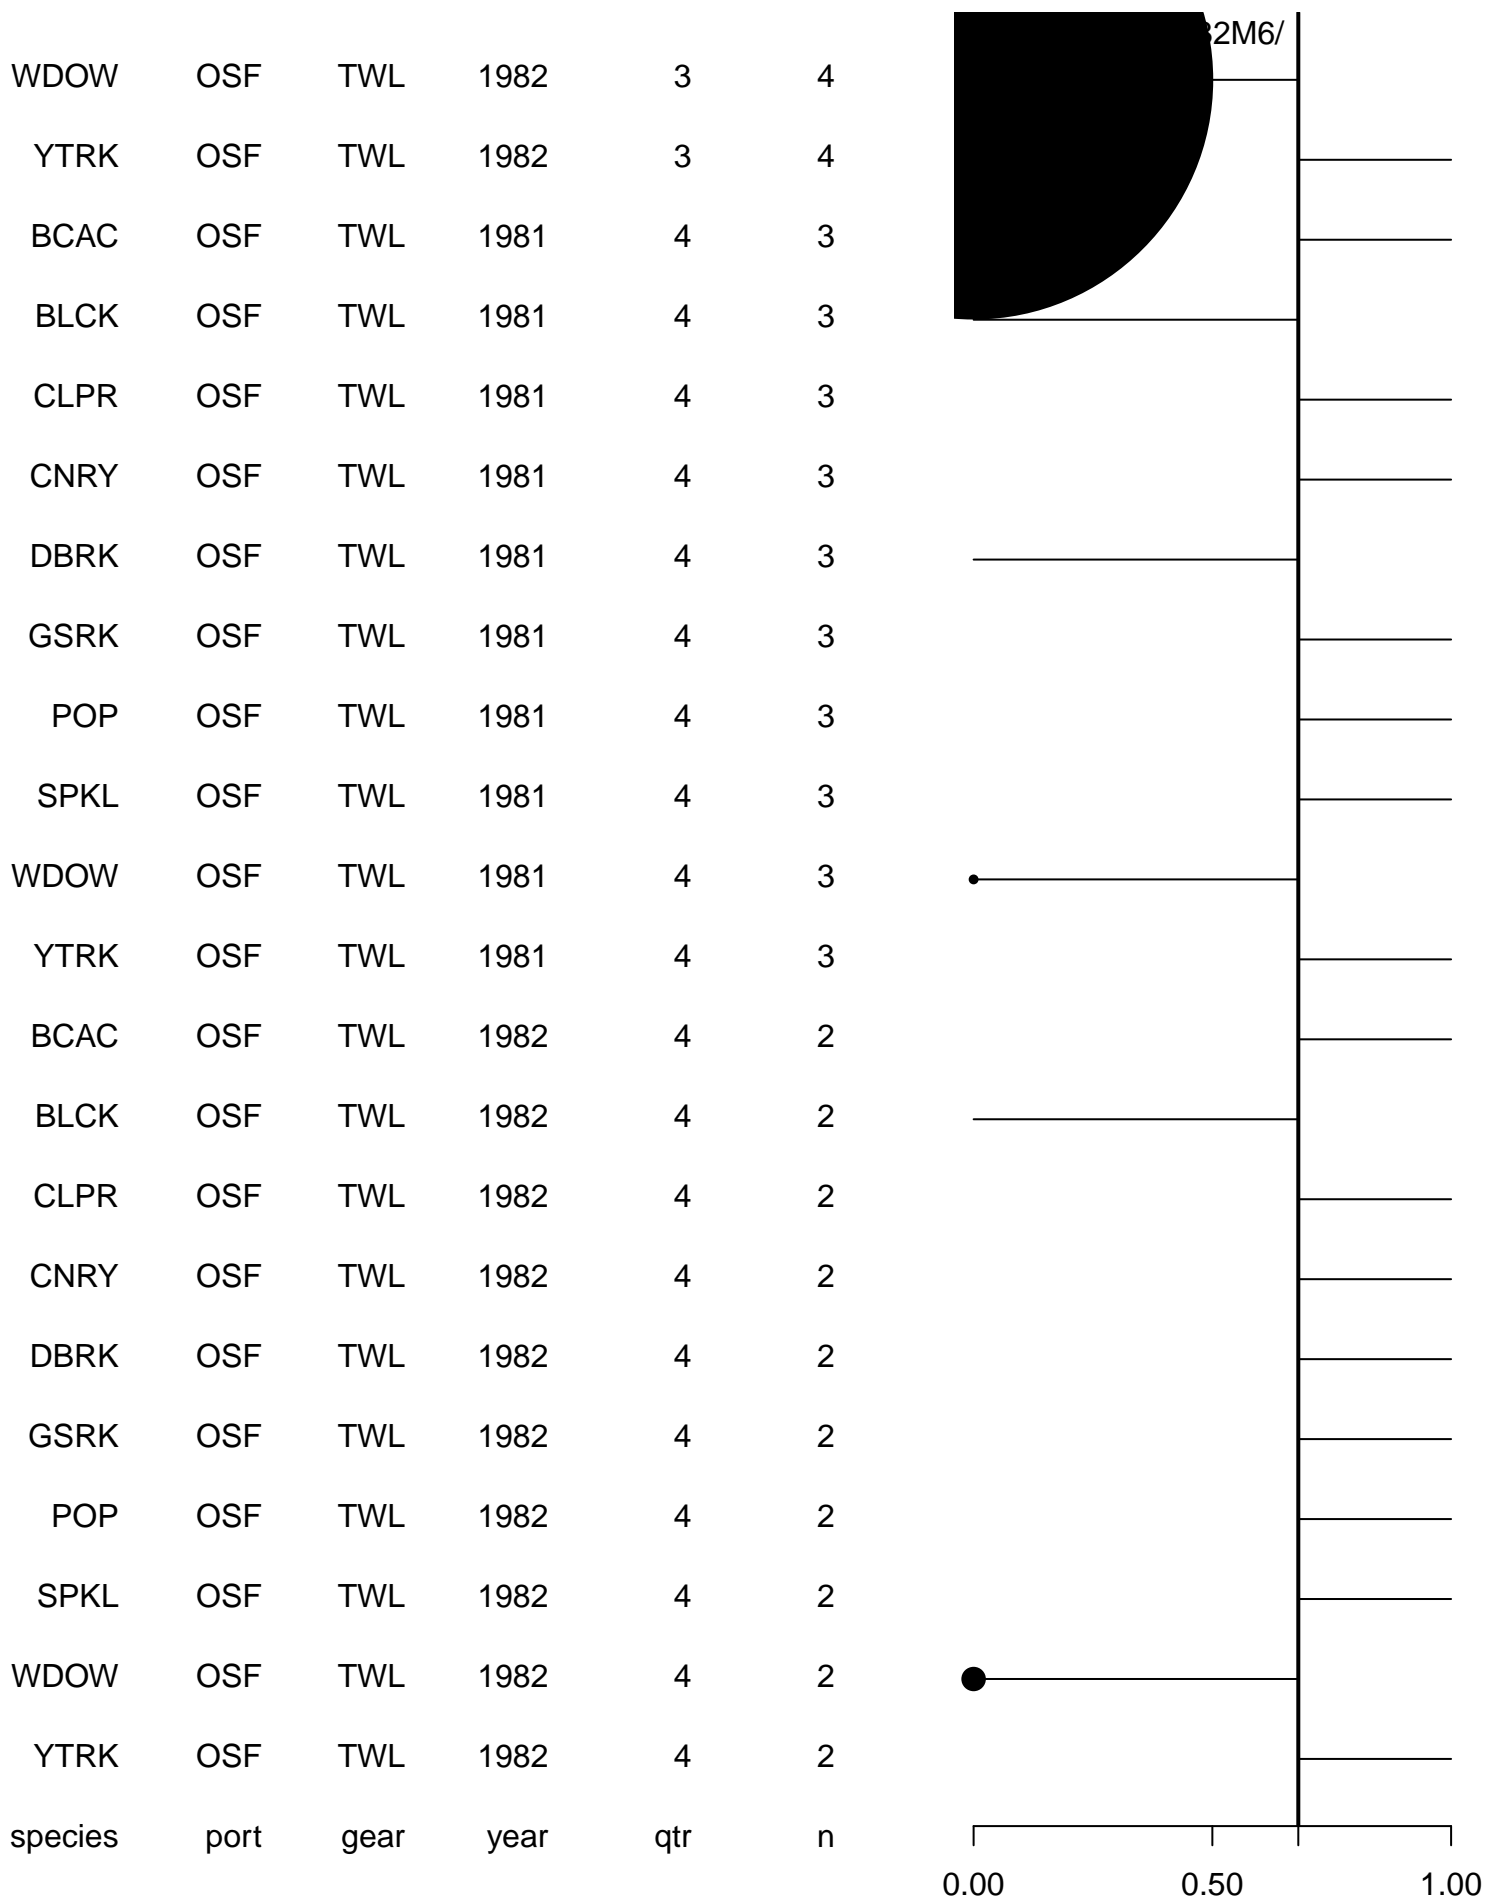 2M6/
WDOW OSF TWL 1982 3 4
YTRK OSF TWL 1982 3 4
BCAC OSF TWL 1981 4 3
BLCK OSF TWL 1981 4 3
CLPR OSF TWL 1981 4 3
CNRY OSF TWL 1981 4 3
DBRK OSF TWL 1981 4 3
GSRK OSF TWL 1981 4 3
POP OSF TWL 1981 4 3
SPKL OSF TWL 1981 4 3
WDOW OSF TWL 1981 4 3
YTRK OSF TWL 1981 4 3
BCAC OSF TWL 1982 4 2
BLCK OSF TWL 1982 4 2
CLPR OSF TWL 1982 4 2
CNRY OSF TWL 1982 4 2
DBRK OSF TWL 1982 4 2
GSRK OSF TWL 1982 4 2
POP OSF TWL 1982 4 2
SPKL OSF TWL 1982 4 2
WDOW OSF TWL 1982 4 2
YTRK OSF TWL 1982 4 2
species port gear year qtr n
0.00 0.50 1.00